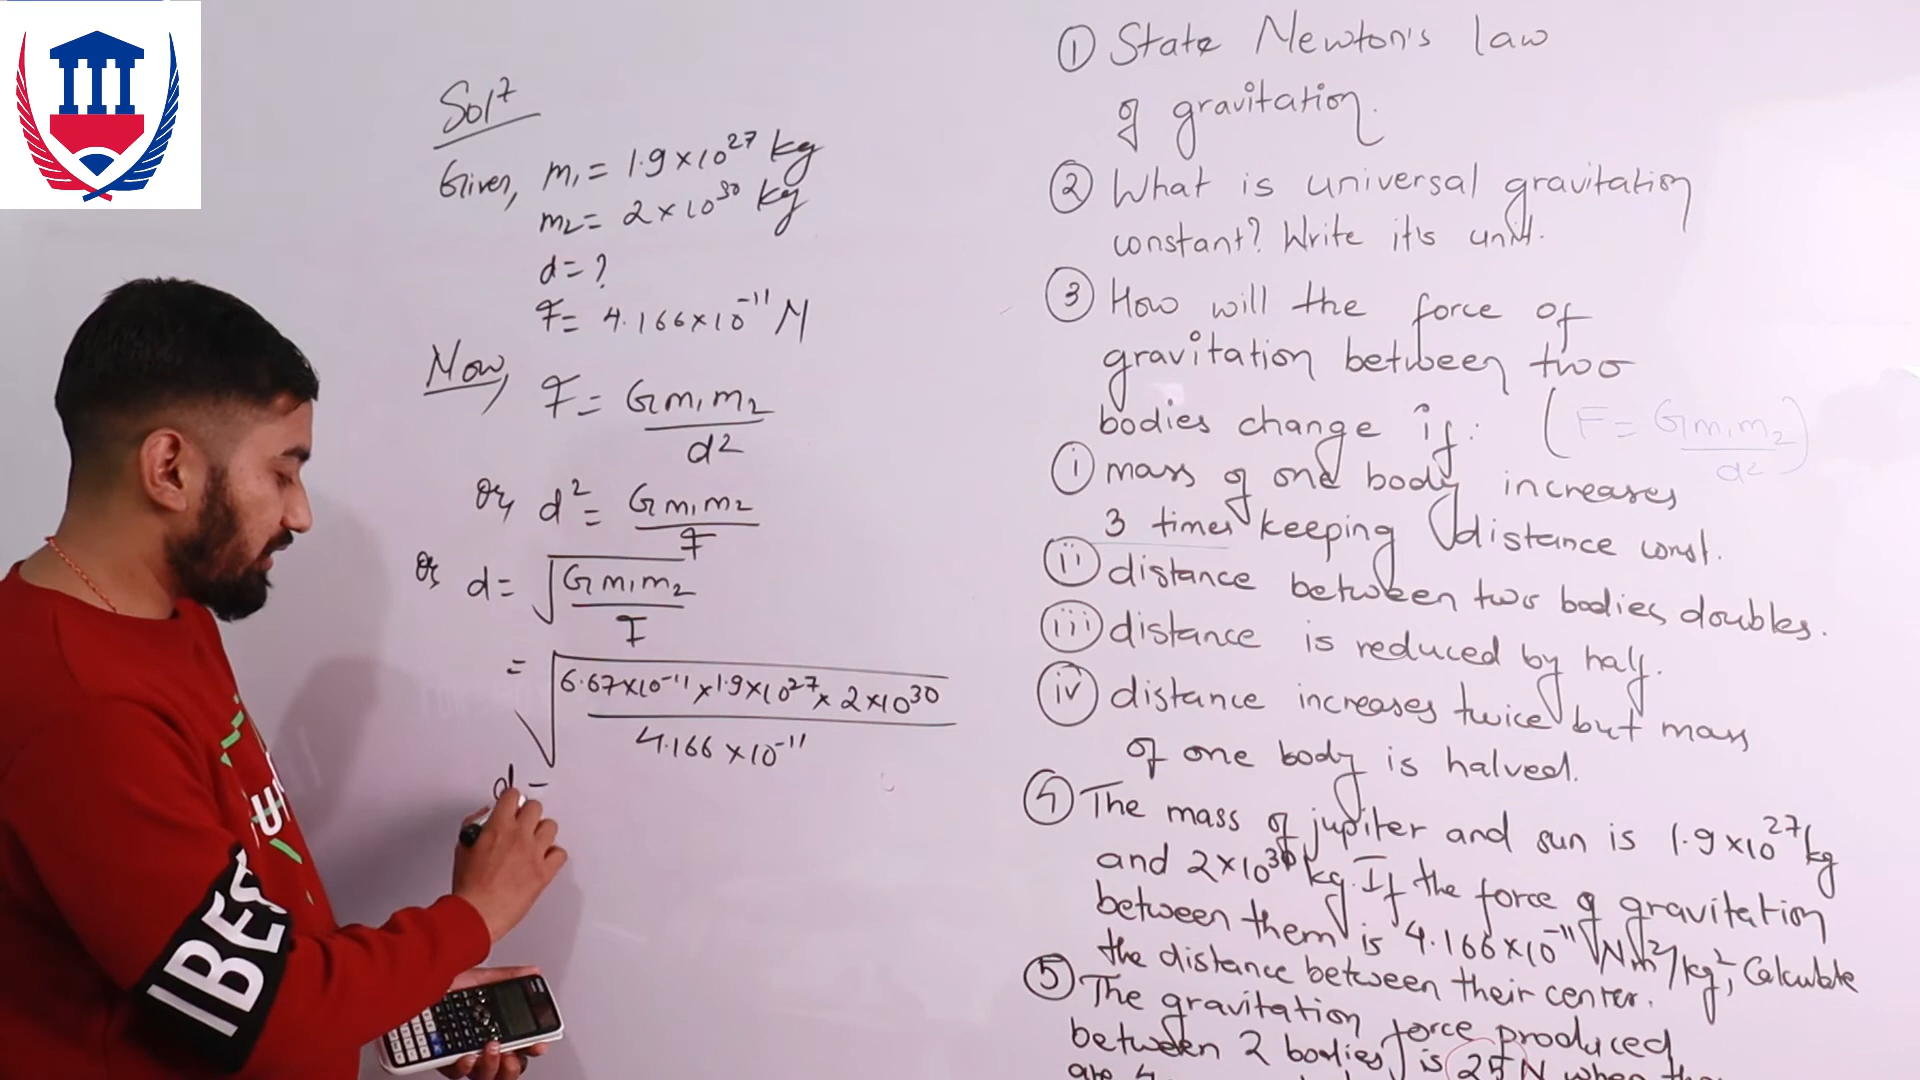 Solⁿ
Given, m₁ = 1.9×10²⁷ kg
m₂ = 2×10³⁰ kg
d = ?
F = 4.166×10⁻¹¹ N
Now,
F = Gm₁m₂
d²
or, d² = Gm₁m₂
F
or, d = √Gm₁m₂
F
= √6.67×10⁻¹¹×1.9×10²⁷×2×10³⁰
4.166×10⁻¹¹
d =
IBEC
① State Newton's law
of gravitation.
② What is universal gravitation
constant? Write it's unit.
③ How will the force of
gravitation between two
bodies change if: (F = Gm₁m₂
d²)
ⓘ mass of one body increases
3 times keeping distance const.
(ii) distance between two bodies doubles.
(iii) distance is reduced by half.
(iv) distance increases twice but mass
of one body is halved.
④ The mass of jupiter and sun is 1.9×10²⁷ kg
and 2×10³⁰ kg. If the force of gravitation
between them is 4.166×10⁻¹¹ Nm²/kg², Calculate
the distance between their center.
⑤ The gravitation force produced
between 2 bodies is 25 N when
are 4